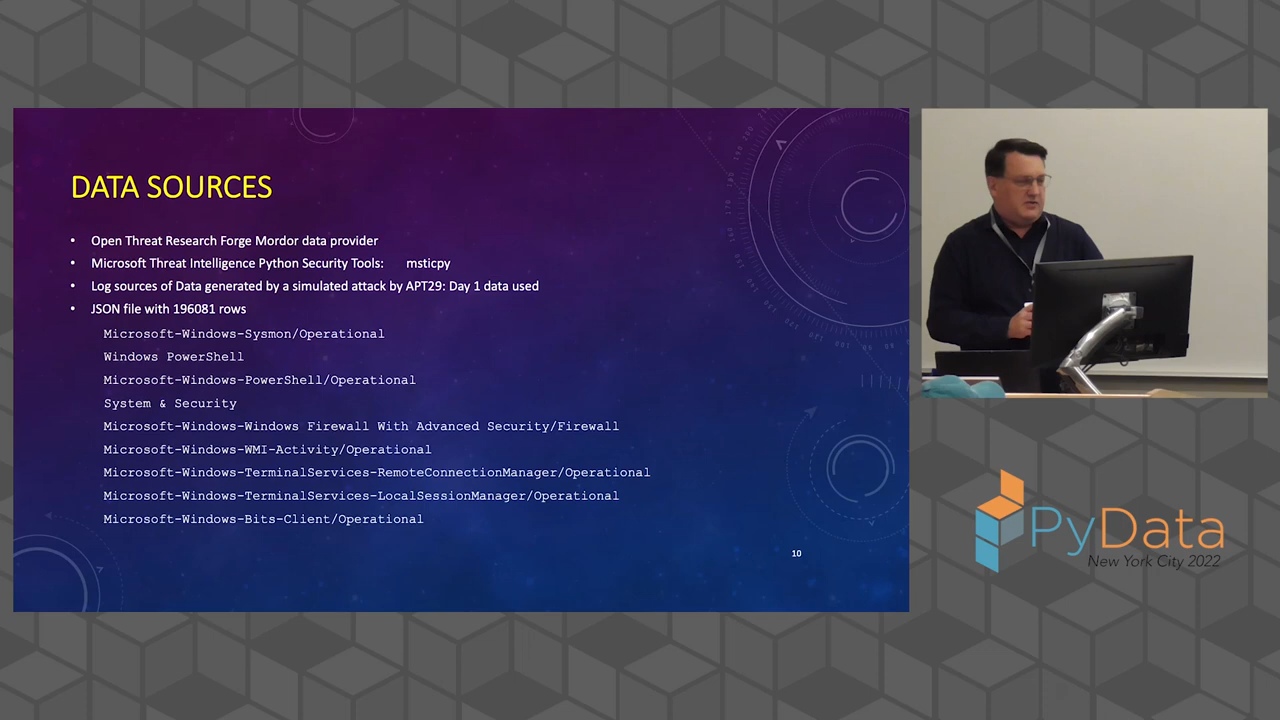 DATA SOURCES
• Open Threat Research Forge Mordor data provider
• Microsoft Threat Intelligence Python Security Tools: msticpy
• Log sources of Data generated by a simulated attack by APT29: Day 1 data used
• JSON file with 196081 rows
Microsoft-Windows-Sysmon/Operational
Windows PowerShell
Microsoft-Windows-PowerShell/Operational
System & Security
Microsoft-Windows-Windows Firewall With Advanced Security/Firewall
Microsoft-Windows-WMI-Activity/Operational
Microsoft-Windows-TerminalServices-RemoteConnectionManager/Operational
Microsoft-Windows-TerminalServices-LocalSessionManager/Operational
Microsoft-Windows-Bits-Client/Operational
10
PyData
New York City 2022